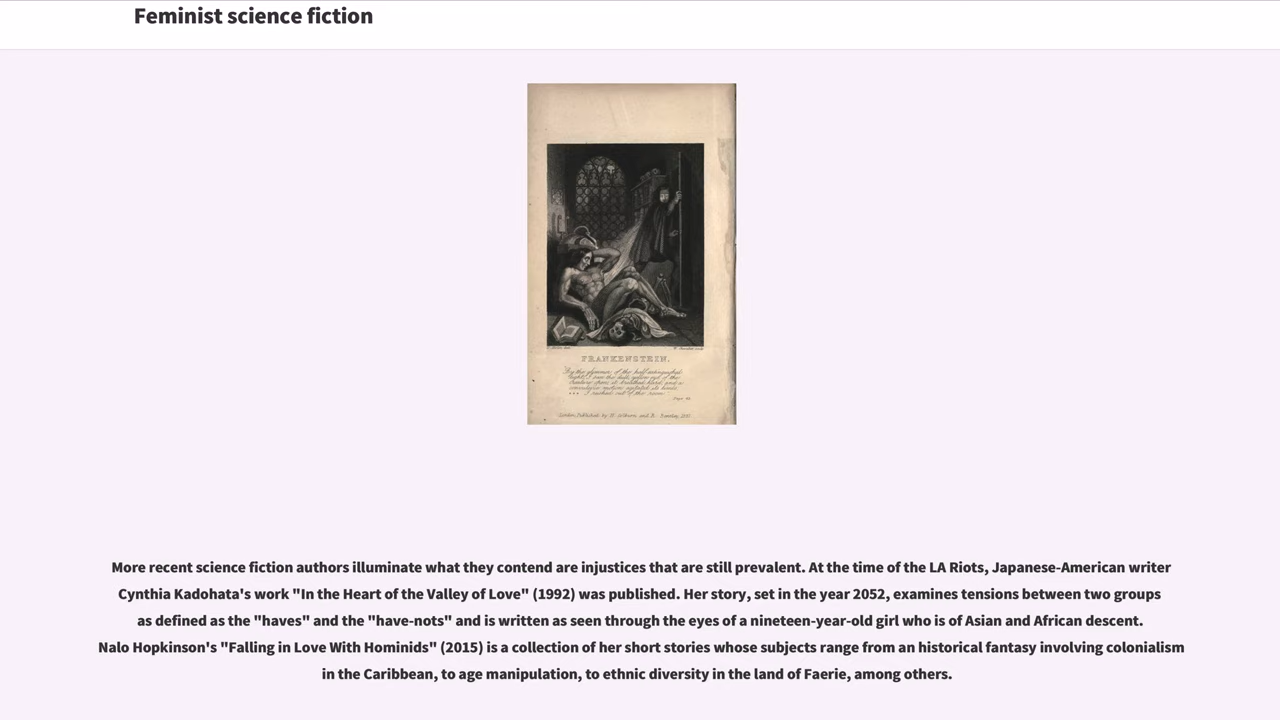 Feminist science fiction
FRANKENSTEIN.
More recent science fiction authors illuminate what they contend are injustices that are still prevalent. At the time of the LA Riots, Japanese-American writer
Cynthia Kadohata's work "In the Heart of the Valley of Love" (1992) was published. Her story, set in the year 2052, examines tensions between two groups
as defined as the "haves" and the "have-nots" and is written as seen through the eyes of a nineteen-year-old girl who is of Asian and African descent.
Nalo Hopkinson's "Falling in Love With Hominids" (2015) is a collection of her short stories whose subjects range from an historical fantasy involving colonialism
in the Caribbean, to age manipulation, to ethnic diversity in the land of Faerie, among others.